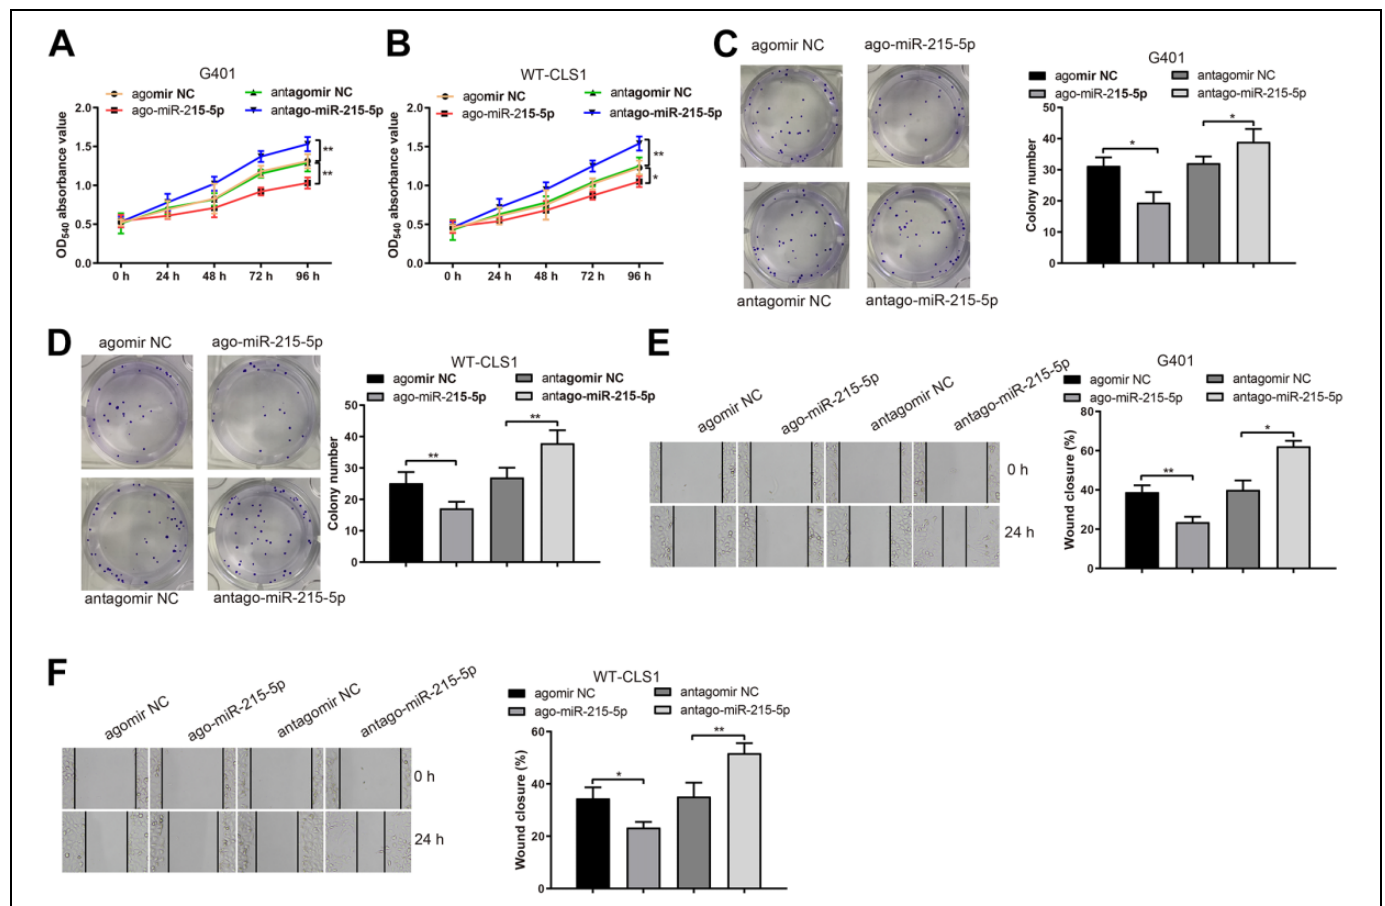 A
G401
agomir NC
antagomir NC
ago-miR-215-5p
antago-miR-215-5p
OD540 absorbance value
2.0
1.5
1.0
0.5
0.0
**
**
0 h 24 h 48 h 72 h 96 h
B
WT-CLS1
agomir NC
antagomir NC
ago-miR-215-5p
antago-miR-215-5p
OD540 absorbance value
2.0
1.5
1.0
0.5
0.0
**
*
0 h 24 h 48 h 72 h 96 h
C
agomir NC
ago-miR-215-5p
antagomir NC
antago-miR-215-5p
G401
agomir NC
antagomir NC
ago-miR-215-5p
antago-miR-215-5p
Colony number
50
40
30
20
10
0
*
*
D
agomir NC
ago-miR-215-5p
antagomir NC
antago-miR-215-5p
WT-CLS1
agomir NC
antagomir NC
ago-miR-215-5p
antago-miR-215-5p
Colony number
50
40
30
20
10
0
**
**
E
agomir NC
ago-miR-215-5p
antagomir NC
antago-miR-215-5p
0 h
24 h
G401
agomir NC
antagomir NC
ago-miR-215-5p
antago-miR-215-5p
Wound closure (%)
80
60
40
20
0
**
*
F
agomir NC
ago-miR-215-5p
antagomir NC
antago-miR-215-5p
0 h
24 h
WT-CLS1
agomir NC
antagomir NC
ago-miR-215-5p
antago-miR-215-5p
Wound closure (%)
60
40
20
0
*
**